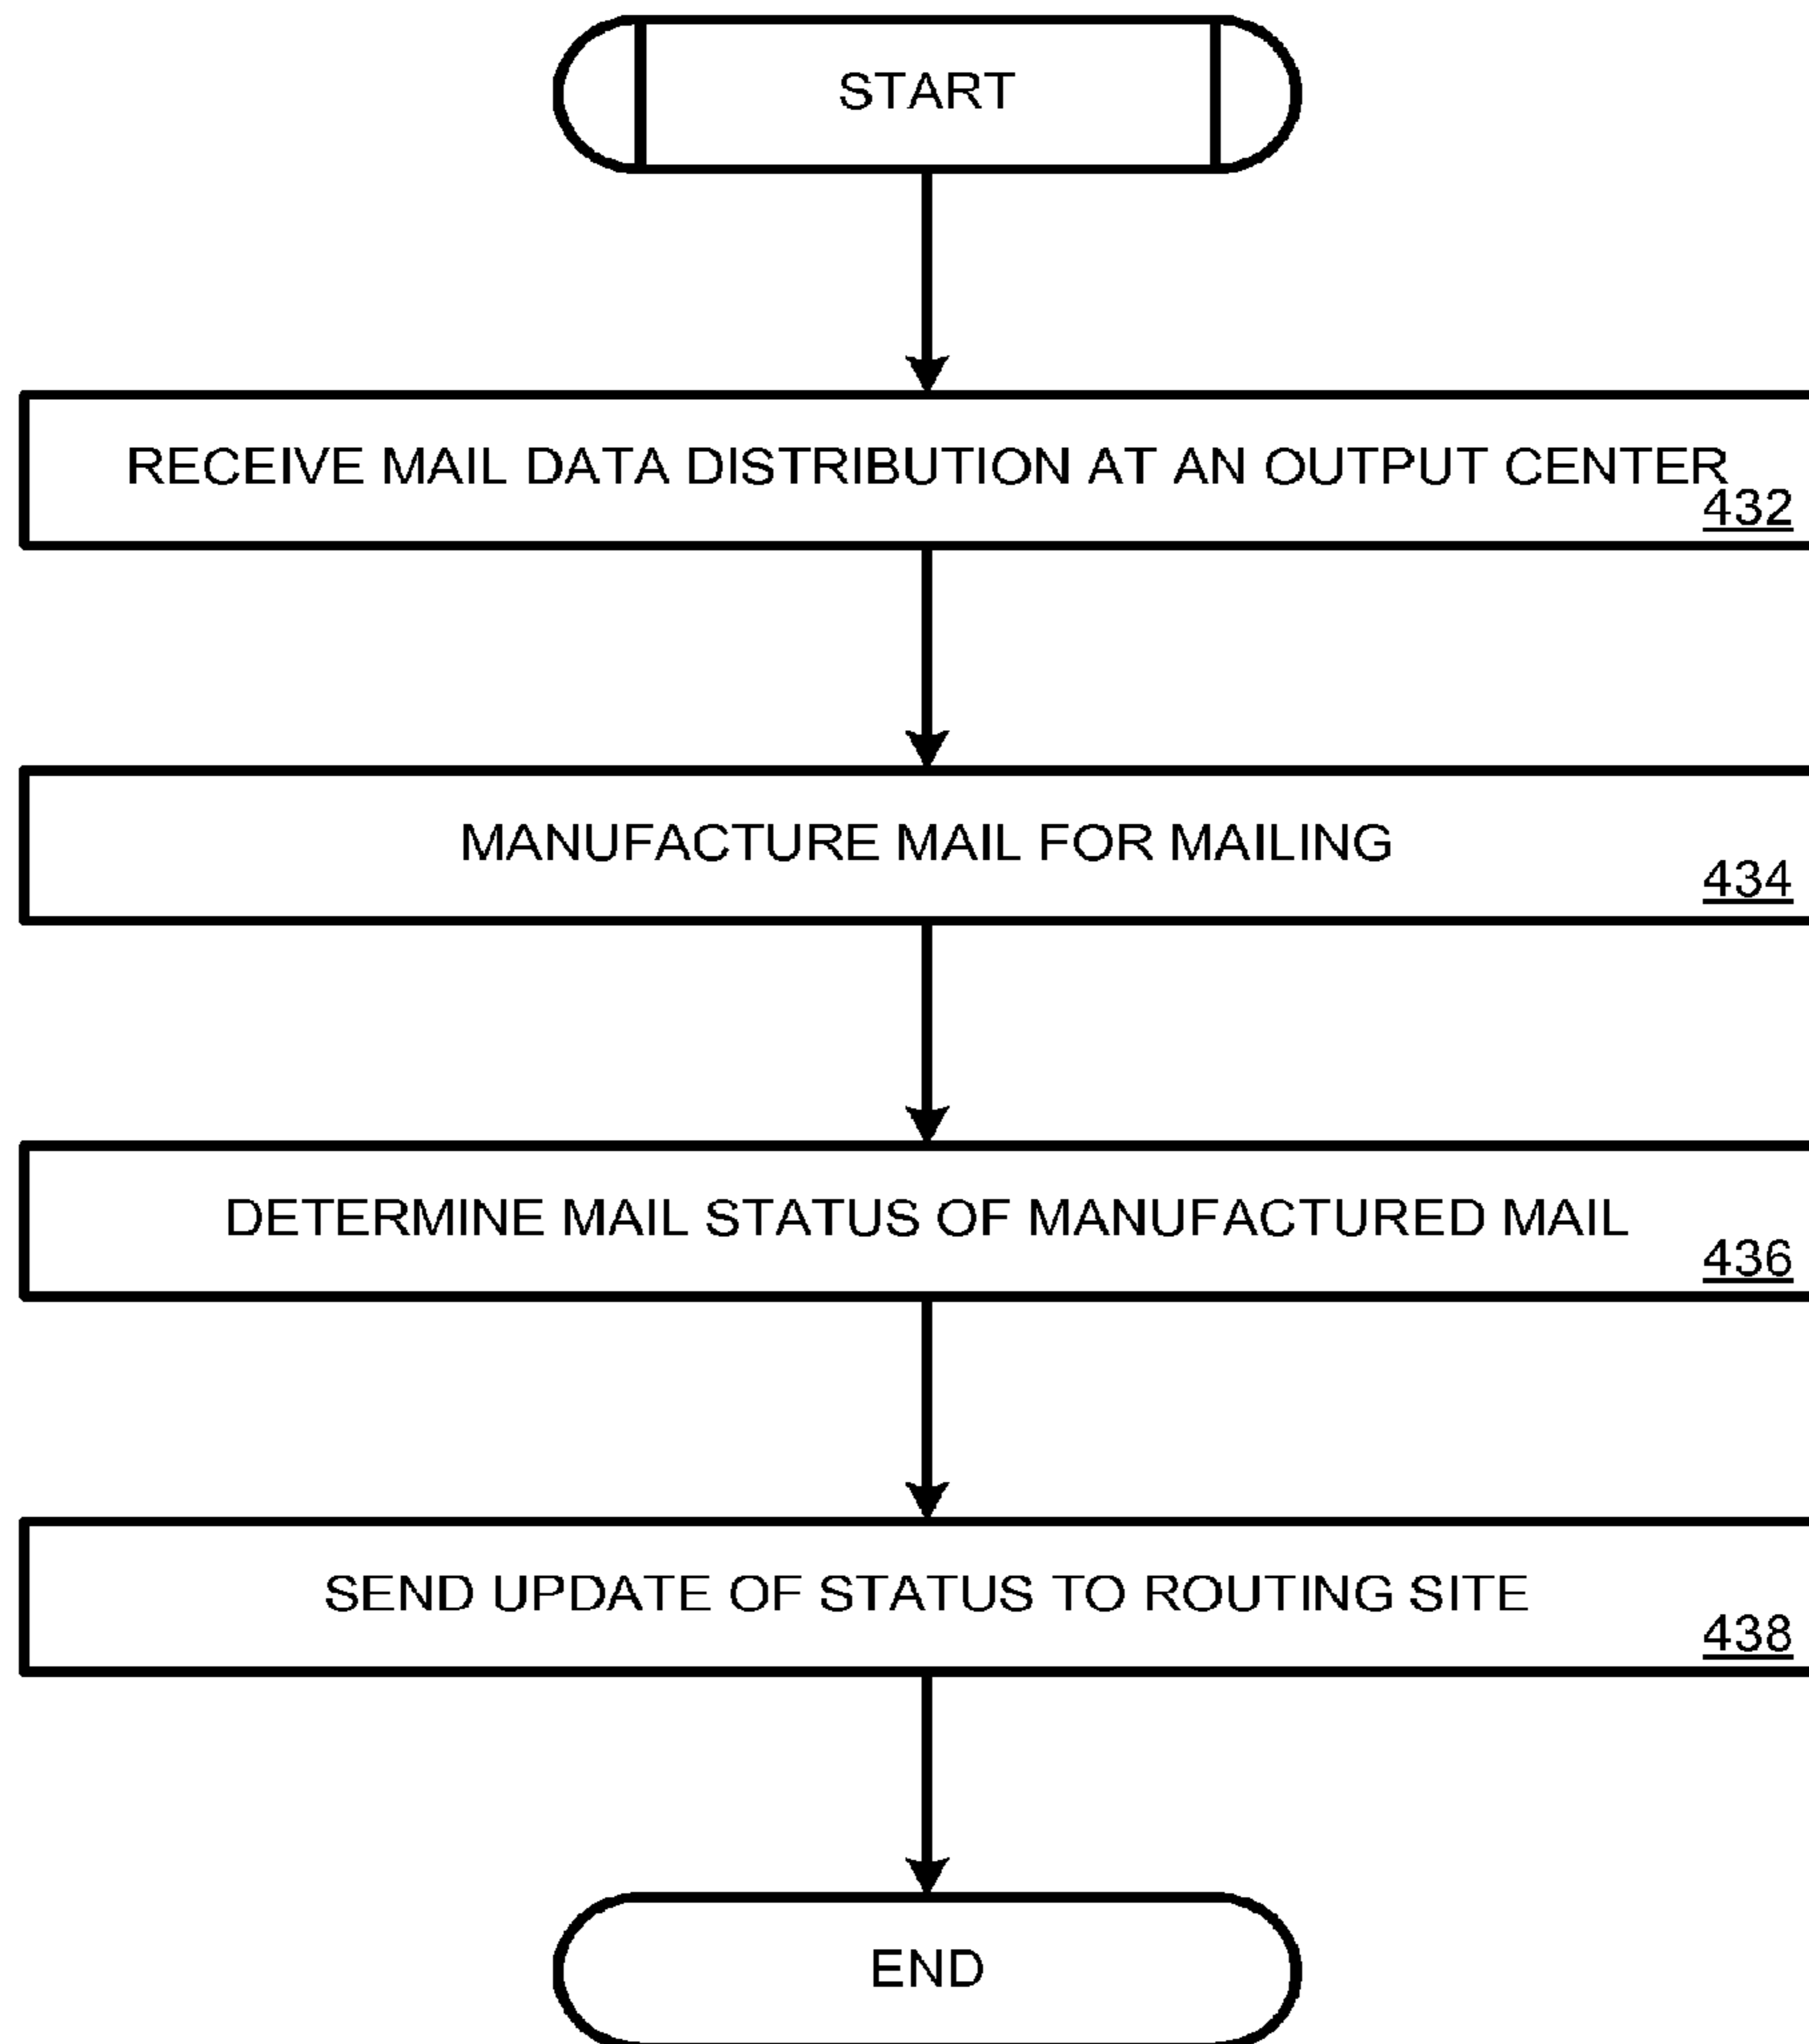 START
RECEIVE MAIL DATA DISTRIBUTION AT AN OUTPUT CENTER
432
MANUFACTURE MAIL FOR MAILING
434
DETERMINE MAIL STATUS OF MANUFACTURED MAIL
436
SEND UPDATE OF STATUS TO ROUTING SITE
438
END